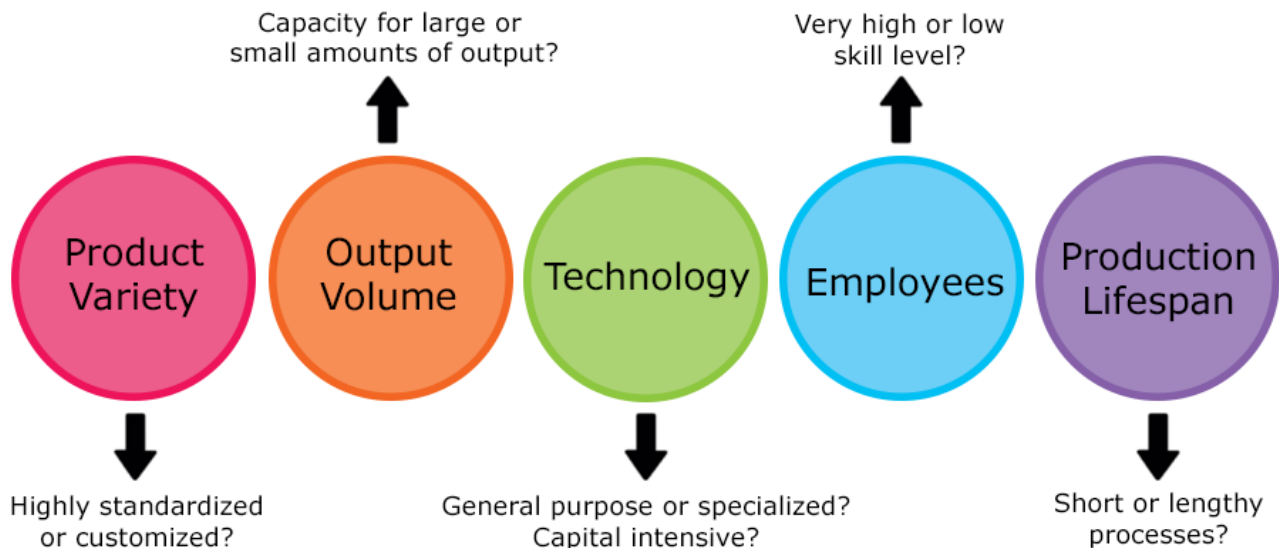 Capacity for large or
small amounts of output?
Very high or low
skill level?
Product
Variety
Output
Volume
Technology
Employees
Production
Lifespan
Highly standardized
or customized?
General purpose or specialized?
Capital intensive?
Short or lengthy
processes?